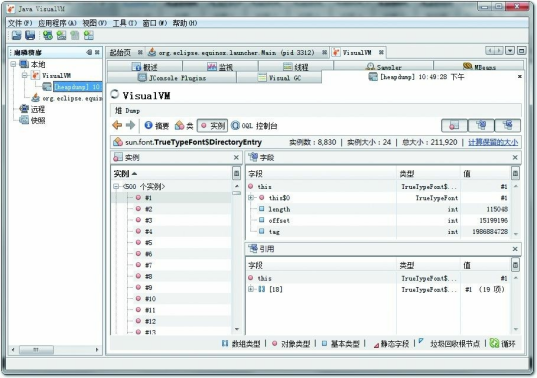 Java VisualVM
文件(F) 应用程序(A) 视图(V) 工具(T) 窗口(W) 帮助(H)
应用程序
起始页 org.eclipse.equinox.launcher.Main (pid 3312) VisualVM
本地
VisualVM
[heapdump] 10:
org.eclipse.equin
远程
快照
概述 监视 线程 Sampler MBeans
JConsole Plugins Visual GC [heapdump] 10:49:28 下午
VisualVM
堆 Dump
摘要 类 实例 OQL 控制台
sun.font.TrueTypeFont$DirectoryEntry 实例数：8,830 | 实例大小：24 | 总大小：211,920 | 计算保留的大小
实例
实例
<500 个实例>
#1
#2
#3
#4
#5
#6
#7
#8
#9
#10
#11
#12
#13
字段
字段 类型 值
this TrueTypeFont$... #1
this$0 TrueTypeFont #1
length int 115048
offset int 15199196
tag int 1986884728
引用
字段 类型 值
this TrueTypeFont$... #1
[18] TrueTypeFont$... #1 (19 项)
数组类型 对象类型 基本类型 静态字段 垃圾回收根节点 循环